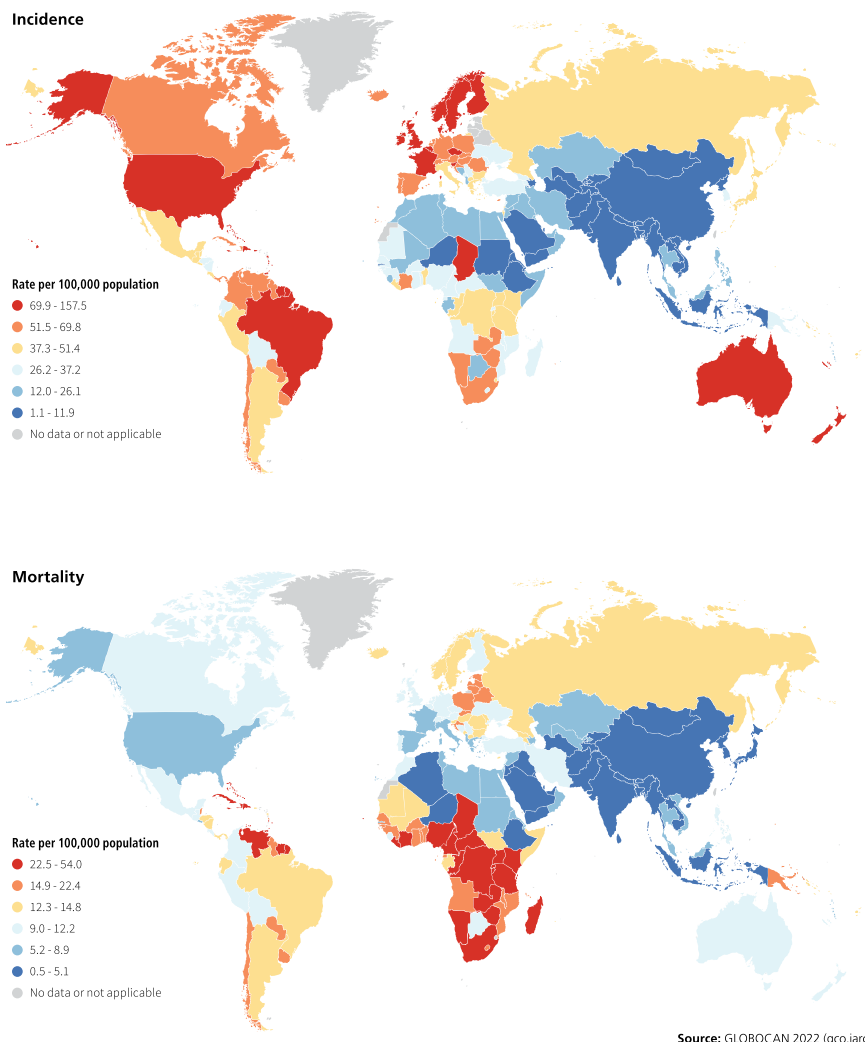 Incidence
Rate per 100,000 population
69.9 - 157.5
51.5 - 69.8
37.3 - 51.4
26.2 - 37.2
12.0 - 26.1
1.1 - 11.9
No data or not applicable
Mortality
Rate per 100,000 population
22.5 - 54.0
14.9 - 22.4
12.3 - 14.8
9.0 - 12.2
5.2 - 8.9
0.5 - 5.1
No data or not applicable
Source: GLOBOCAN 2022